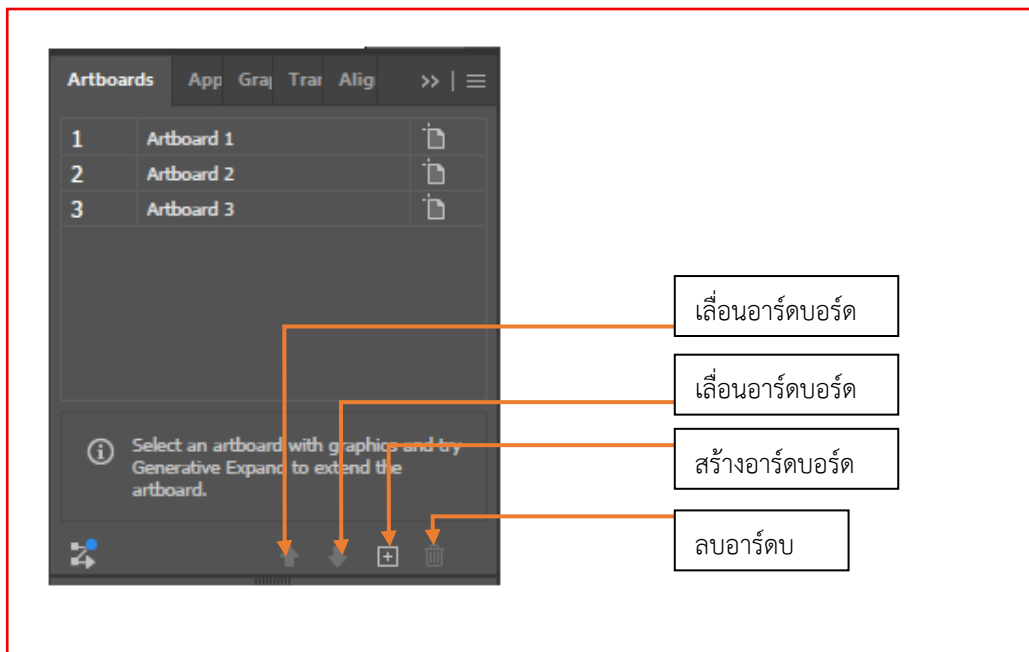 Artboards App Gra Trar Alig
1 Artboard 1
2 Artboard 2
3 Artboard 3
เลื่อนอาร์ดบอร์ด
เลื่อนอาร์ดบอร์ด
Select an artboard with graphics and try
Generative Expand to extend the
artboard.
สร้างอาร์ดบอร์ด
ลบอาร์ดบ